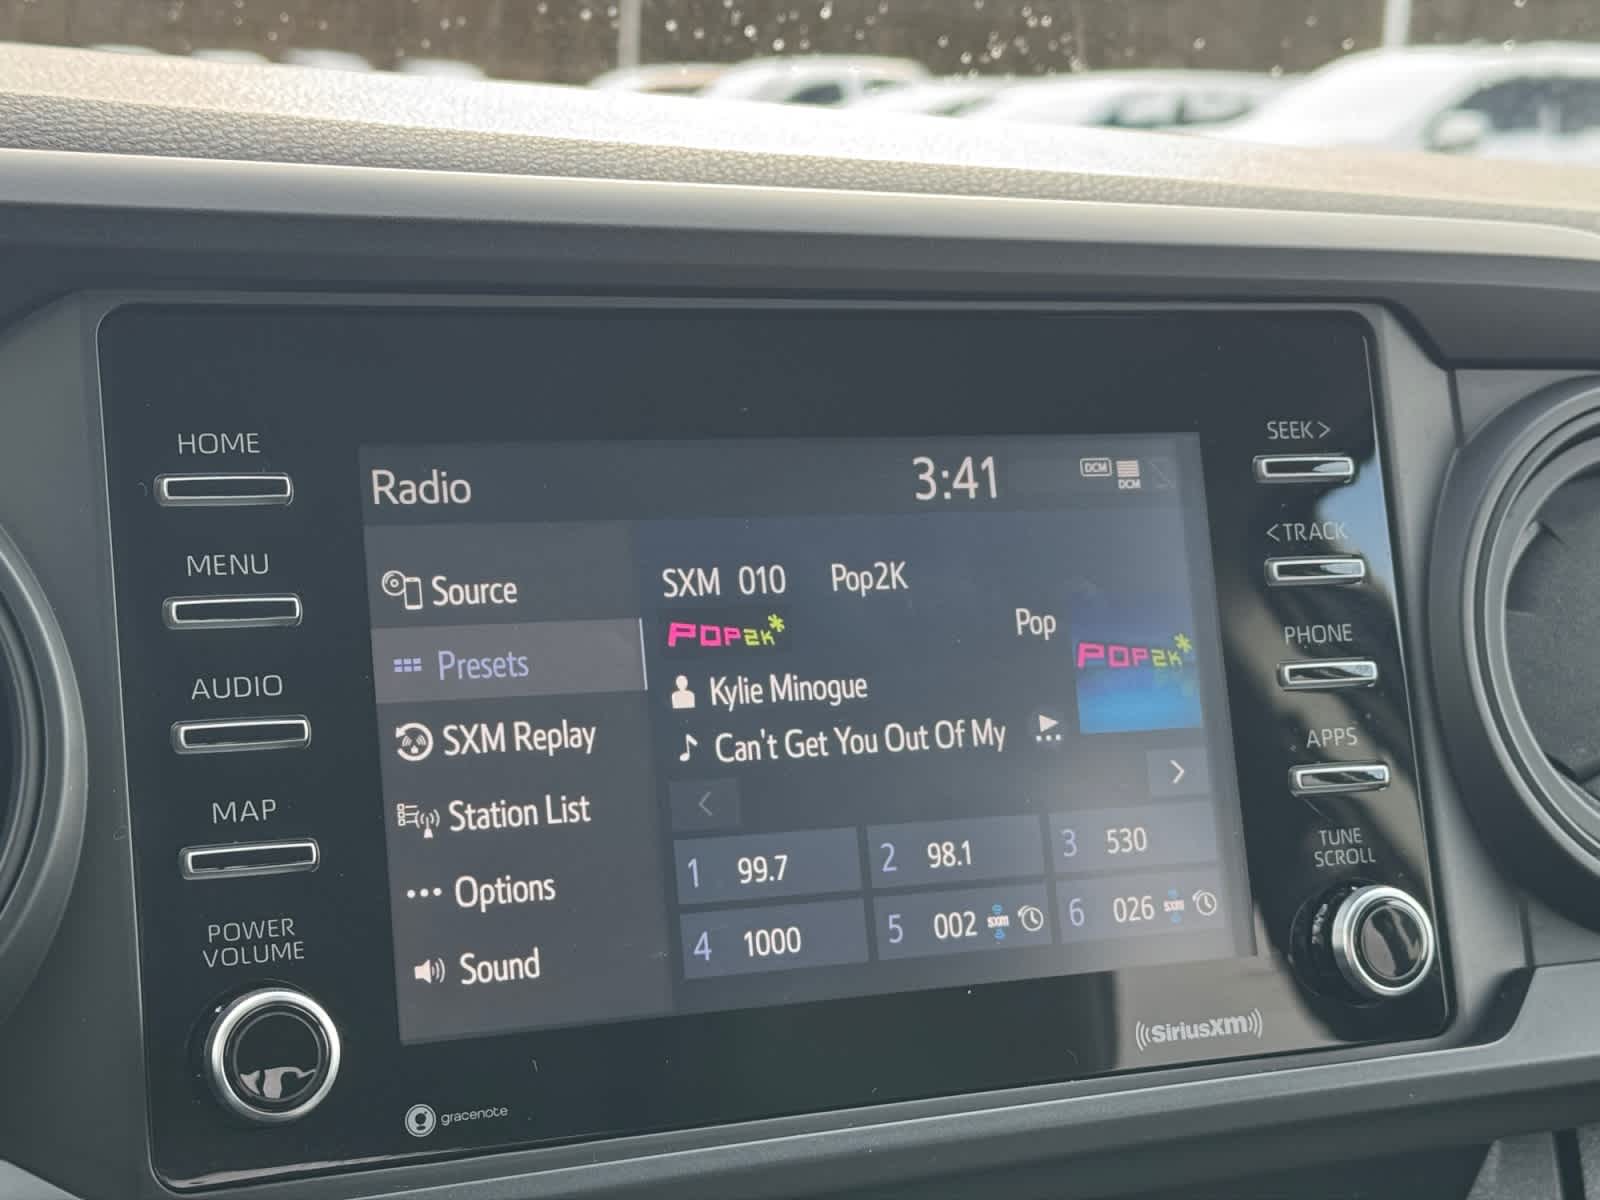 HOME
MENU
AUDIO
MAP
POWER
VOLUME
Radio
3:41
DCM
DCM
Source
Presets
SXM Replay
Station List
Options
Sound
SXM 010 Pop2K
POP2K*
Pop
POP2K*
Kylie Minogue
Can't Get You Out Of My
1 99.7
2 98.1
3 530
4 1000
5 002 sxm
6 026 sxm
SEEK >
< TRACK
PHONE
APPS
TUNE
SCROLL
gracenote
((SiriusXM))